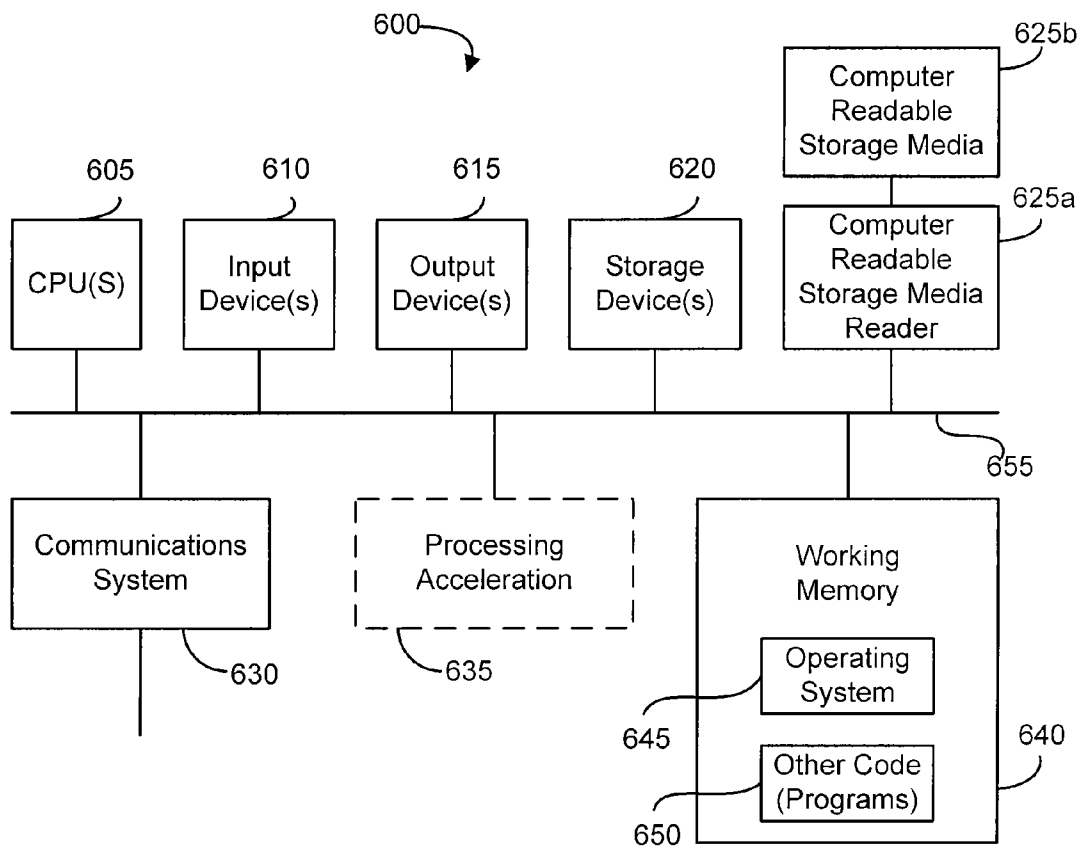 600
625b
Computer
Readable
Storage Media
605
610
615
620
625a
CPU(S)
Input
Device(s)
Output
Device(s)
Storage
Device(s)
Computer
Readable
Storage Media
Reader
655
Communications
System
Processing
Acceleration
Working
Memory
630
635
Operating
System
645
640
Other Code
(Programs)
650